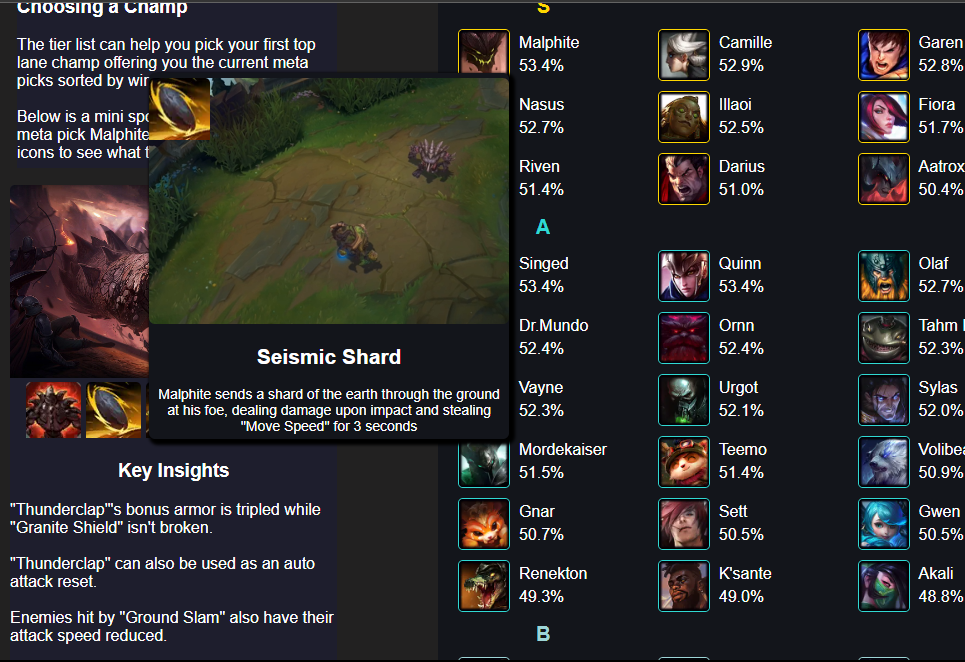 Choosing a Champ
The tier list can help you pick your first top
lane champ offering you the current meta
picks sorted by
Below is a mini
meta pick Malphite
icons to see what
Seismic Shard
Malphite sends a shard of the earth through the ground
at his foe, dealing damage upon impact and stealing
"Move Speed" for 3 seconds
Key Insights
"Thunderclap"'s bonus armor is tripled while
"Granite Shield" isn't broken.
"Thunderclap" can also be used as an auto
attack reset.
Enemies hit by "Ground Slam" also have their
attack speed reduced.
S
Malphite
53.4%
Camille
52.9%
Garen
52.8%
Nasus
52.7%
Illaoi
52.5%
Fiora
51.7%
Riven
51.4%
Darius
51.0%
Aatrox
50.4%
A
Singed
53.4%
Quinn
53.4%
Olaf
52.7%
Dr.Mundo
52.4%
Ornn
52.4%
Tahm
52.3%
Vayne
52.3%
Urgot
52.1%
Sylas
52.0%
Mordekaiser
51.5%
Teemo
51.4%
Volibea
50.9%
Gnar
50.7%
Sett
50.5%
Gwen
50.5%
Renekton
49.3%
K'sante
49.0%
Akali
48.8%
B